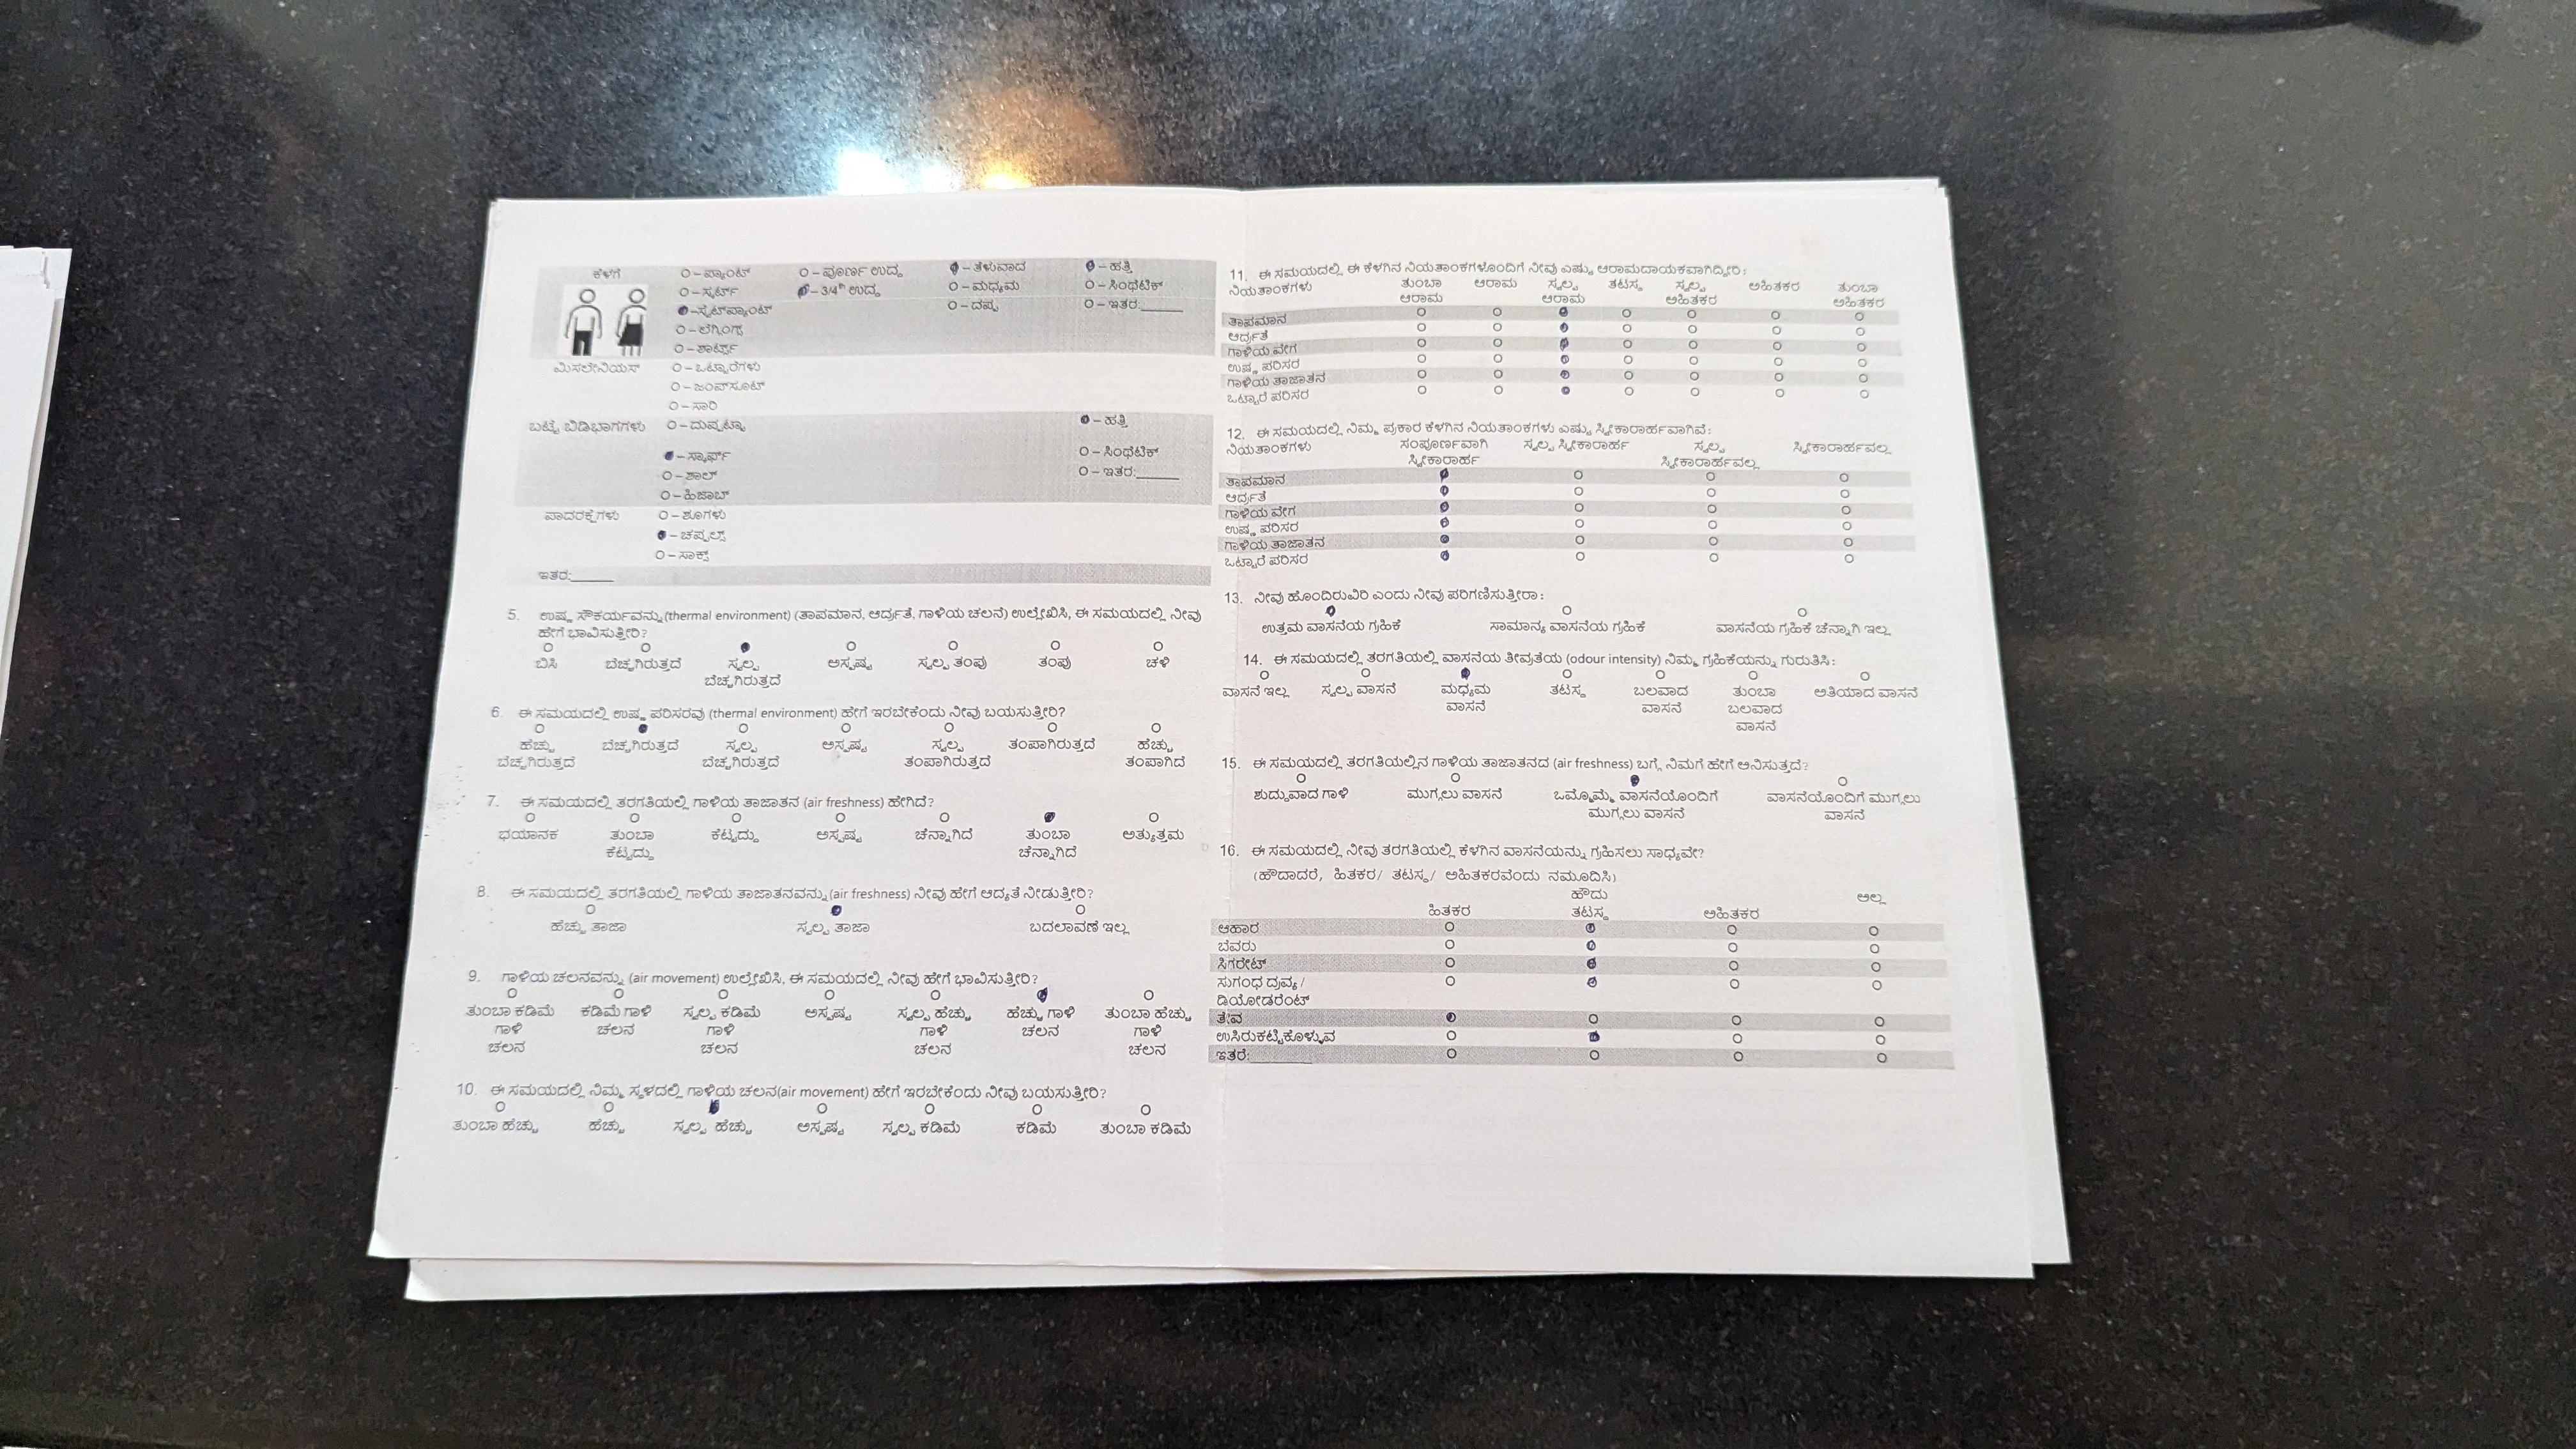 ಕೆಳಗೆ
O – ಪ್ಯಾಂಟ್ O – ಪೂರ್ಣ ಉದ್ದ – ತೆಳುವಾದ – ಹತ್ತಿ
O – ಸ್ಕರ್ಟ್ – 3/4th ಉದ್ದ O – ಮಧ್ಯಮ O – ಸಿಂಥೆಟಿಕ್
– ಸ್ವೆಟ್‌ಪ್ಯಾಂಟ್ O – ದಪ್ಪ O – ಇತರ:______
O – ಲೆಗ್ಗಿಂಗ್ಸ್
O – ಶಾರ್ಟ್ಸ್
ಮಿಸಲೇನಿಯಸ್ O – ಒಟ್ಟಾರೆಗಳು
O – ಜಂಪ್‌ಸೂಟ್
O – ಸಾರಿ
ಬಟ್ಟೆ ಬಿಡಿಭಾಗಗಳು O – ದುಪ್ಪಟ್ಟಾ – ಹತ್ತಿ
– ಸ್ಕಾರ್ಫ್ O – ಸಿಂಥೆಟಿಕ್
O – ಶಾಲ್ O – ಇತರ:______
O – ಹಿಜಾಬ್
ಪಾದರಕ್ಷೆಗಳು O – ಶೂಗಳು
– ಚಪ್ಪಲ್ಸ್
O – ಸಾಕ್ಸ್
ಇತರ:______
5. ಉಷ್ಣ ಸೌಕರ್ಯವನ್ನು (thermal environment) (ತಾಪಮಾನ, ಆರ್ದ್ರತೆ, ಗಾಳಿಯ ಚಲನೆ) ಉಲ್ಲೇಖಿಸಿ, ಈ ಸಮಯದಲ್ಲಿ ನೀವು
ಹೇಗೆ ಭಾವಿಸುತ್ತೀರಿ?
ಬಿಸಿ ಬೆಚ್ಚಗಿರುತ್ತದೆ ಸ್ವಲ್ಪ ಅಸ್ಪಷ್ಟ ಸ್ವಲ್ಪ ತಂಪು ತಂಪು ಚಳಿ
ಬೆಚ್ಚಗಿರುತ್ತದೆ
6. ಈ ಸಮಯದಲ್ಲಿ ಉಷ್ಣ ಪರಿಸರವು (thermal environment) ಹೇಗೆ ಇರಬೇಕೆಂದು ನೀವು ಬಯಸುತ್ತೀರಿ?
ಹೆಚ್ಚು ಬೆಚ್ಚಗಿರುತ್ತದೆ ಸ್ವಲ್ಪ ಅಸ್ಪಷ್ಟ ಸ್ವಲ್ಪ ತಂಪಾಗಿರುತ್ತದೆ ಹೆಚ್ಚು
ಬೆಚ್ಚಗಿರುತ್ತದೆ ಬೆಚ್ಚಗಿರುತ್ತದೆ ತಂಪಾಗಿರುತ್ತದೆ ತಂಪಾಗಿದೆ
7. ಈ ಸಮಯದಲ್ಲಿ ತರಗತಿಯಲ್ಲಿ ಗಾಳಿಯ ತಾಜಾತನ (air freshness) ಹೇಗಿದೆ?
ಭಯಾನಕ ತುಂಬಾ ಕೆಟ್ಟದ್ದು ಅಸ್ಪಷ್ಟ ಚೆನ್ನಾಗಿದೆ ತುಂಬಾ ಅತ್ಯುತ್ತಮ
ಕೆಟ್ಟದ್ದು ಚೆನ್ನಾಗಿದೆ
8. ಈ ಸಮಯದಲ್ಲಿ ತರಗತಿಯಲ್ಲಿ ಗಾಳಿಯ ತಾಜಾತನವನ್ನು (air freshness) ನೀವು ಹೇಗೆ ಆದ್ಯತೆ ನೀಡುತ್ತೀರಿ?
ಹೆಚ್ಚು ತಾಜಾ ಸ್ವಲ್ಪ ತಾಜಾ ಬದಲಾವಣೆ ಇಲ್ಲ
9. ಗಾಳಿಯ ಚಲನವನ್ನು (air movement) ಉಲ್ಲೇಖಿಸಿ, ಈ ಸಮಯದಲ್ಲಿ ನೀವು ಹೇಗೆ ಭಾವಿಸುತ್ತೀರಿ?
ತುಂಬಾ ಕಡಿಮೆ ಕಡಿಮೆ ಗಾಳಿ ಸ್ವಲ್ಪ ಕಡಿಮೆ ಅಸ್ಪಷ್ಟ ಸ್ವಲ್ಪ ಹೆಚ್ಚು ಹೆಚ್ಚು ಗಾಳಿ ತುಂಬಾ ಹೆಚ್ಚು
ಗಾಳಿ ಚಲನ ಗಾಳಿ ಗಾಳಿ ಚಲನ ಗಾಳಿ
ಚಲನ ಚಲನ ಚಲನ ಚಲನ
10. ಈ ಸಮಯದಲ್ಲಿ ನಿಮ್ಮ ಸ್ಥಳದಲ್ಲಿ ಗಾಳಿಯ ಚಲನ(air movement) ಹೇಗೆ ಇರಬೇಕೆಂದು ನೀವು ಬಯಸುತ್ತೀರಿ?
ತುಂಬಾ ಹೆಚ್ಚು ಹೆಚ್ಚು ಸ್ವಲ್ಪ ಹೆಚ್ಚು ಅಸ್ಪಷ್ಟ ಸ್ವಲ್ಪ ಕಡಿಮೆ ಕಡಿಮೆ ತುಂಬಾ ಕಡಿಮೆ
11. ಈ ಸಮಯದಲ್ಲಿ ಈ ಕೆಳಗಿನ ನಿಯತಾಂಕಗಳೊಂದಿಗೆ ನೀವು ಎಷ್ಟು ಆರಾಮದಾಯಕವಾಗಿದ್ದೀರಿ:
ನಿಯತಾಂಕಗಳು ತುಂಬಾ ಆರಾಮ ಸ್ವಲ್ಪ ತಟಸ್ಥ ಸ್ವಲ್ಪ ಅಹಿತಕರ ತುಂಬಾ
ಆರಾಮ ಆರಾಮ ಅಹಿತಕರ ಅಹಿತಕರ
ತಾಪಮಾನ
ಆರ್ದ್ರತೆ
ಗಾಳಿಯ ವೇಗ
ಉಷ್ಣ ಪರಿಸರ
ಗಾಳಿಯ ತಾಜಾತನ
ಒಟ್ಟಾರೆ ಪರಿಸರ
12. ಈ ಸಮಯದಲ್ಲಿ ನಿಮ್ಮ ಪ್ರಕಾರ ಕೆಳಗಿನ ನಿಯತಾಂಕಗಳು ಎಷ್ಟು ಸ್ವೀಕಾರಾರ್ಹವಾಗಿವೆ:
ನಿಯತಾಂಕಗಳು ಸಂಪೂರ್ಣವಾಗಿ ಸ್ವಲ್ಪ ಸ್ವೀಕಾರಾರ್ಹ ಸ್ವಲ್ಪ ಸ್ವೀಕಾರಾರ್ಹವಲ್ಲ
ಸ್ವೀಕಾರಾರ್ಹ ಸ್ವೀಕಾರಾರ್ಹವಲ್ಲ
ತಾಪಮಾನ
ಆರ್ದ್ರತೆ
ಗಾಳಿಯ ವೇಗ
ಉಷ್ಣ ಪರಿಸರ
ಗಾಳಿಯ ತಾಜಾತನ
ಒಟ್ಟಾರೆ ಪರಿಸರ
13. ನೀವು ಹೊಂದಿರುವಿರಿ ಎಂದು ನೀವು ಪರಿಗಣಿಸುತ್ತೀರಾ:
ಉತ್ತಮ ವಾಸನೆಯ ಗ್ರಹಿಕೆ ಸಾಮಾನ್ಯ ವಾಸನೆಯ ಗ್ರಹಿಕೆ ವಾಸನೆಯ ಗ್ರಹಿಕೆ ಚೆನ್ನಾಗಿ ಇಲ್ಲ
14. ಈ ಸಮಯದಲ್ಲಿ ತರಗತಿಯಲ್ಲಿ ವಾಸನೆಯ ತೀವ್ರತೆಯ (odour intensity) ನಿಮ್ಮ ಗ್ರಹಿಕೆಯನ್ನು ಗುರುತಿಸಿ:
ವಾಸನೆ ಇಲ್ಲ ಸ್ವಲ್ಪ ವಾಸನೆ ಮಧ್ಯಮ ತಟಸ್ಥ ಬಲವಾದ ತುಂಬಾ ಅತಿಯಾದ ವಾಸನೆ
ವಾಸನೆ ವಾಸನೆ ಬಲವಾದ
ವಾಸನೆ
15. ಈ ಸಮಯದಲ್ಲಿ ತರಗತಿಯಲ್ಲಿನ ಗಾಳಿಯ ತಾಜಾತನದ (air freshness) ಬಗ್ಗೆ ನಿಮಗೆ ಹೇಗೆ ಅನಿಸುತ್ತದೆ?
ಶುದ್ಧವಾದ ಗಾಳಿ ಮುಗ್ಗಲು ವಾಸನೆ ಒಮ್ಮೊಮ್ಮೆ ವಾಸನೆಯೊಂದಿಗೆ ವಾಸನೆಯೊಂದಿಗೆ ಮುಗ್ಗಲು
ಮುಗ್ಗಲು ವಾಸನೆ ವಾಸನೆ
16. ಈ ಸಮಯದಲ್ಲಿ ನೀವು ತರಗತಿಯಲ್ಲಿ ಕೆಳಗಿನ ವಾಸನೆಯನ್ನು ಗ್ರಹಿಸಲು ಸಾಧ್ಯವೇ?
(ಹೌದಾದರೆ, ಹಿತಕರ/ ತಟಸ್ಥ/ ಅಹಿತಕರವೆಂದು ನಮೂದಿಸಿ)
ಹೌದು ಅಲ್ಲ
ಹಿತಕರ ತಟಸ್ಥ ಅಹಿತಕರ
ಆಹಾರ
ಬೆವರು
ಸಿಗರೇಟ್
ಸುಗಂಧ ದ್ರವ್ಯ /
ಡಿಯೋಡರೆಂಟ್
ತೇವ
ಉಸಿರುಕಟ್ಟಿಕೊಳ್ಳುವ
ಇತರೆ:______